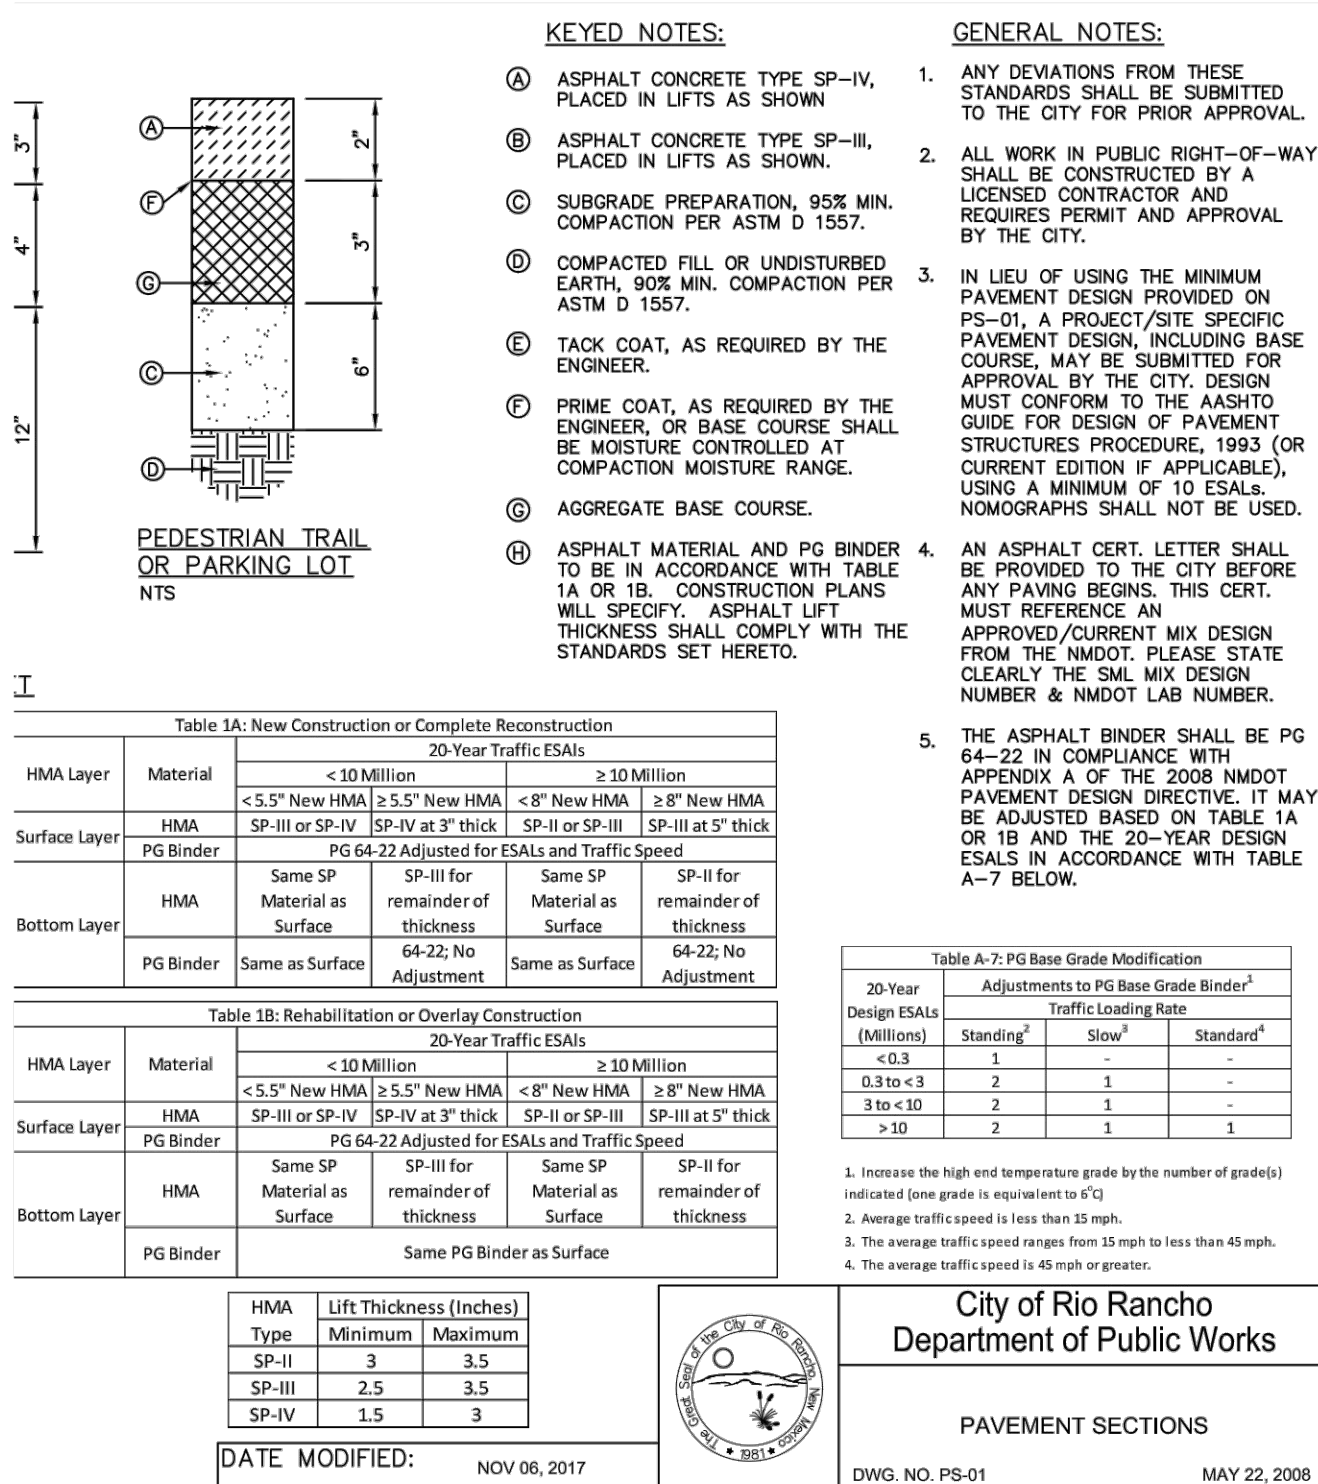 KEYED NOTES:
Ⓐ ASPHALT CONCRETE TYPE SP-IV,
PLACED IN LIFTS AS SHOWN
Ⓑ ASPHALT CONCRETE TYPE SP-III,
PLACED IN LIFTS AS SHOWN.
Ⓒ SUBGRADE PREPARATION, 95% MIN.
COMPACTION PER ASTM D 1557.
Ⓓ COMPACTED FILL OR UNDISTURBED
EARTH, 90% MIN. COMPACTION PER
ASTM D 1557.
Ⓔ TACK COAT, AS REQUIRED BY THE
ENGINEER.
Ⓕ PRIME COAT, AS REQUIRED BY THE
ENGINEER, OR BASE COURSE SHALL
BE MOISTURE CONTROLLED AT
COMPACTION MOISTURE RANGE.
Ⓖ AGGREGATE BASE COURSE.
Ⓗ ASPHALT MATERIAL AND PG BINDER
TO BE IN ACCORDANCE WITH TABLE
1A OR 1B. CONSTRUCTION PLANS
WILL SPECIFY. ASPHALT LIFT
THICKNESS SHALL COMPLY WITH THE
STANDARDS SET HERETO.
GENERAL NOTES:
1. ANY DEVIATIONS FROM THESE
STANDARDS SHALL BE SUBMITTED
TO THE CITY FOR PRIOR APPROVAL.
2. ALL WORK IN PUBLIC RIGHT-OF-WAY
SHALL BE CONSTRUCTED BY A
LICENSED CONTRACTOR AND
REQUIRES PERMIT AND APPROVAL
BY THE CITY.
3. IN LIEU OF USING THE MINIMUM
PAVEMENT DESIGN PROVIDED ON
PS-01, A PROJECT/SITE SPECIFIC
PAVEMENT DESIGN, INCLUDING BASE
COURSE, MAY BE SUBMITTED FOR
APPROVAL BY THE CITY. DESIGN
MUST CONFORM TO THE AASHTO
GUIDE FOR DESIGN OF PAVEMENT
STRUCTURES PROCEDURE, 1993 (OR
CURRENT EDITION IF APPLICABLE),
USING A MINIMUM OF 10 ESALs.
NOMOGRAPHS SHALL NOT BE USED.
4. AN ASPHALT CERT. LETTER SHALL
BE PROVIDED TO THE CITY BEFORE
ANY PAVING BEGINS. THIS CERT.
MUST REFERENCE AN
APPROVED/CURRENT MIX DESIGN
FROM THE NMDOT. PLEASE STATE
CLEARLY THE SML MIX DESIGN
NUMBER & NMDOT LAB NUMBER.
5. THE ASPHALT BINDER SHALL BE PG
64-22 IN COMPLIANCE WITH
APPENDIX A OF THE 2008 NMDOT
PAVEMENT DESIGN DIRECTIVE. IT MAY
BE ADJUSTED BASED ON TABLE 1A
OR 1B AND THE 20-YEAR DESIGN
ESALS IN ACCORDANCE WITH TABLE
A-7 BELOW.
3"
4"
12"
Ⓐ
Ⓕ
Ⓖ
Ⓒ
Ⓓ
2"
3"
6"
PEDESTRIAN TRAIL
OR PARKING LOT
NTS
IT
Table 1A: New Construction or Complete Reconstruction
HMA Layer Material 20-Year Traffic ESAls
< 10 Million ≥ 10 Million
< 5.5" New HMA ≥ 5.5" New HMA < 8" New HMA ≥ 8" New HMA
Surface Layer HMA SP-III or SP-IV SP-IV at 3" thick SP-II or SP-III SP-III at 5" thick
PG Binder PG 64-22 Adjusted for ESALs and Traffic Speed
Bottom Layer HMA Same SP Material as Surface SP-III for remainder of thickness Same SP Material as Surface SP-II for remainder of thickness
PG Binder Same as Surface 64-22; No Adjustment Same as Surface 64-22; No Adjustment
Table 1B: Rehabilitation or Overlay Construction
HMA Layer Material 20-Year Traffic ESAls
< 10 Million ≥ 10 Million
< 5.5" New HMA ≥ 5.5" New HMA < 8" New HMA ≥ 8" New HMA
Surface Layer HMA SP-III or SP-IV SP-IV at 3" thick SP-II or SP-III SP-III at 5" thick
PG Binder PG 64-22 Adjusted for ESALs and Traffic Speed
Bottom Layer HMA Same SP Material as Surface SP-III for remainder of thickness Same SP Material as Surface SP-II for remainder of thickness
PG Binder Same PG Binder as Surface
Table A-7: PG Base Grade Modification
20-Year Design ESALs (Millions) Adjustments to PG Base Grade Binder¹
Traffic Loading Rate
Standing² Slow³ Standard⁴
< 0.3 1 - -
0.3 to < 3 2 1 -
3 to < 10 2 1 -
> 10 2 1 1
1. Increase the high end temperature grade by the number of grade(s)
indicated (one grade is equivalent to 6°C)
2. Average traffic speed is less than 15 mph.
3. The average traffic speed ranges from 15 mph to less than 45 mph.
4. The average traffic speed is 45 mph or greater.
HMA Type Lift Thickness (Inches)
Minimum Maximum
SP-II 3 3.5
SP-III 2.5 3.5
SP-IV 1.5 3
DATE MODIFIED: NOV 06, 2017
The Great Seal of the City of Rio Rancho, New Mexico
1981
City of Rio Rancho
Department of Public Works
PAVEMENT SECTIONS
DWG. NO. PS-01 MAY 22, 2008